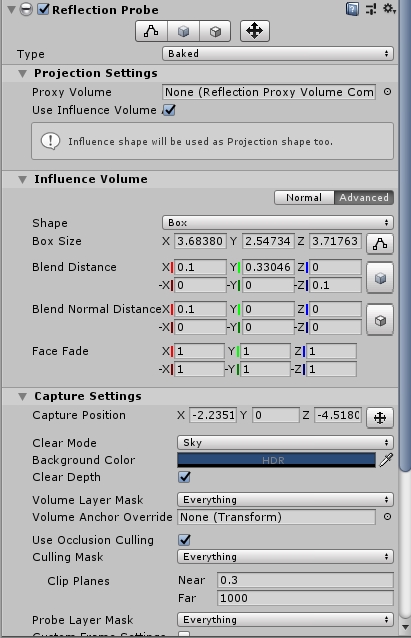 Reflection Probe
Type Baked
Projection Settings
Proxy Volume None (Reflection Proxy Volume Com
Use Influence Volume
Influence shape will be used as Projection shape too.
Influence Volume
Normal Advanced
Shape Box
Box Size X 3.68380 Y 2.54734 Z 3.71763
Blend Distance X 0.1 Y 0.33046 Z 0
-X 0 -Y 0 -Z 0.1
Blend Normal Distance X 0.1 Y 0 Z 0
-X 0 -Y 0 -Z 0
Face Fade X 1 Y 1 Z 1
-X 1 -Y 1 -Z 1
Capture Settings
Capture Position X -2.2351 Y 0 Z -4.5180
Clear Mode Sky
Background Color HDR
Clear Depth
Volume Layer Mask Everything
Volume Anchor Override None (Transform)
Use Occlusion Culling
Culling Mask Everything
Clip Planes Near 0.3
Far 1000
Probe Layer Mask Everything
Custom Frame Settings